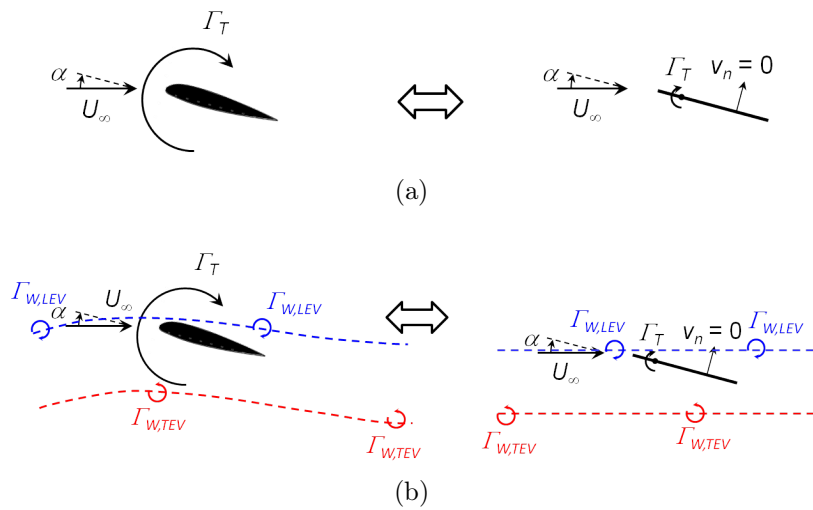 Γ_T
α
U_∞
α
U_∞
Γ_T
v_n = 0
(a)
Γ_T
Γ_W,LEV
U_∞
Γ_W,LEV
α
Γ_W,TEV
Γ_W,TEV
Γ_W,LEV
Γ_T
v_n = 0
Γ_W,LEV
α
U_∞
Γ_W,TEV
Γ_W,TEV
(b)